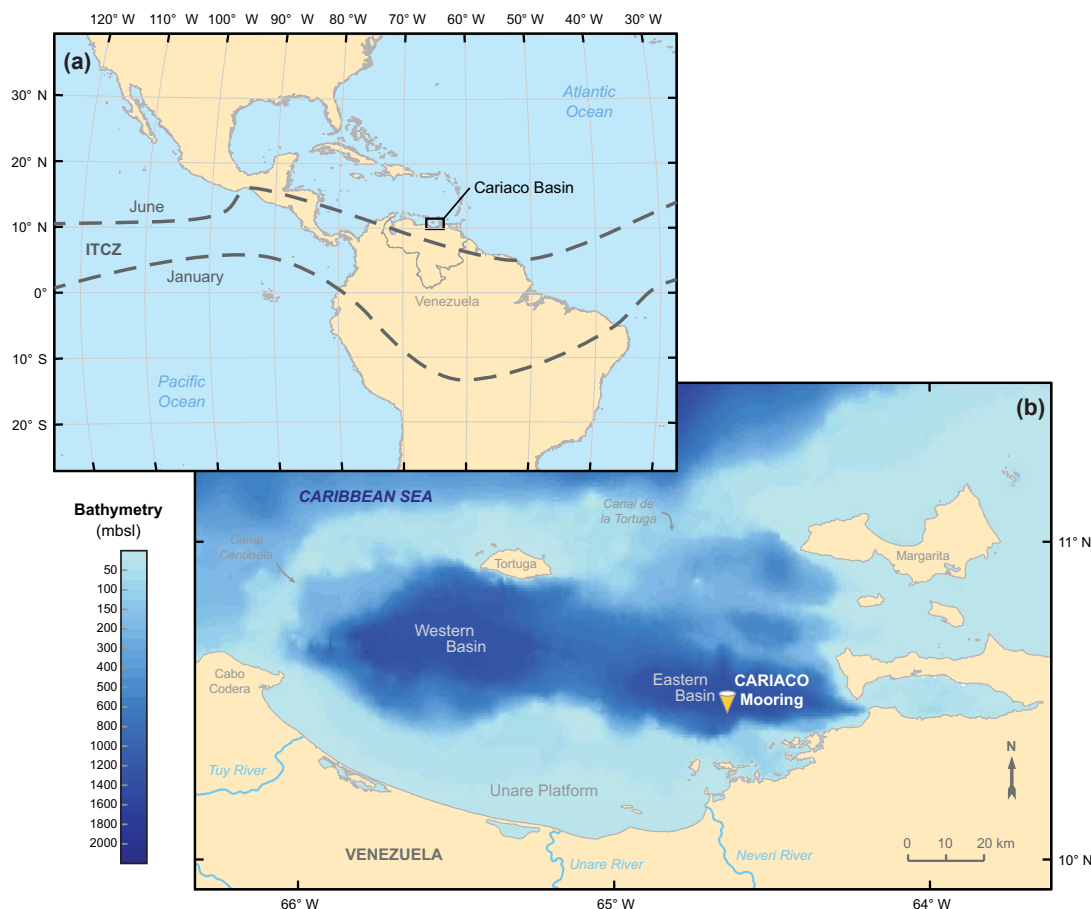 120° W 110° W 100° W 90° W 80° W 70° W 60° W 50° W 40° W 30° W
(a)
Atlantic
Ocean
30° N
20° N
Cariaco Basin
June
10° N
ITCZ
January
0°
Venezuela
10° S
Pacific
Ocean
20° S
(b)
CARIBBEAN SEA
Canal de
la Tortuga
Bathymetry
(mbsl)
50
100
200
300
400
500
600
800
1000
1200
1400
1600
1800
2000
Canal
Centinela
11° N
Tortuga
Margarita
Western
Basin
Eastern
Basin
CARIACO
Mooring
Cabo
Codera
N
Tuy River
Unare Platform
0 10 20 km
VENEZUELA
Unare River
Neveri River
10° N
66° W 65° W 64° W